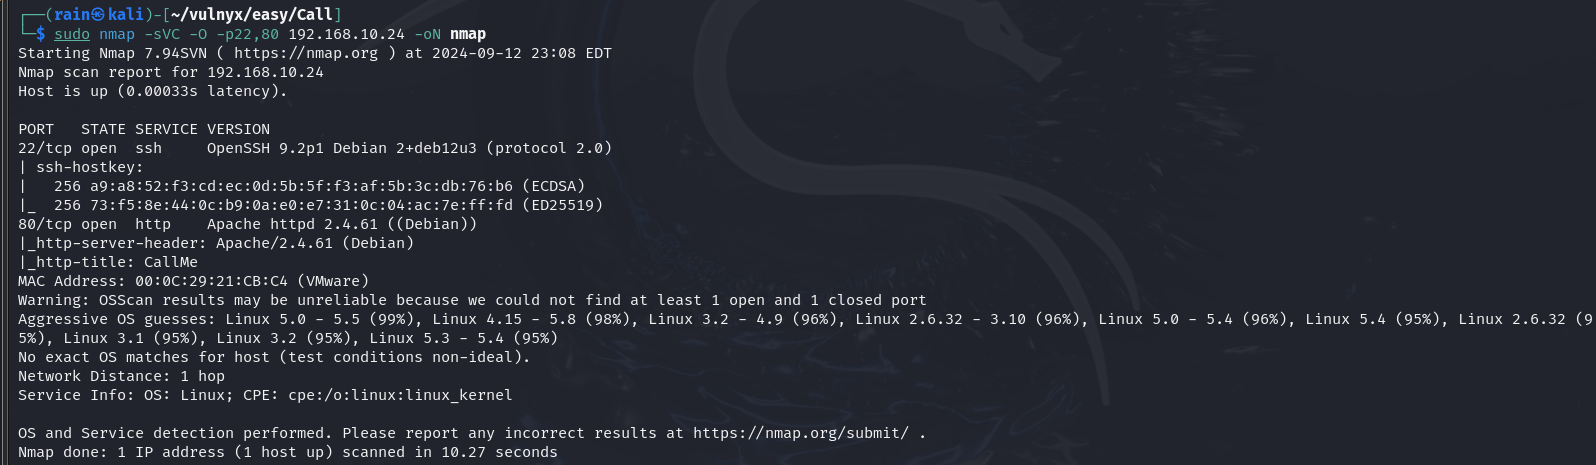 ┌──(rain㉿kali)-[~/vulnyx/easy/Call]
└─$ sudo nmap -sVC -O -p22,80 192.168.10.24 -oN nmap
Starting Nmap 7.94SVN ( https://nmap.org ) at 2024-09-12 23:08 EDT
Nmap scan report for 192.168.10.24
Host is up (0.00033s latency).

PORT   STATE SERVICE VERSION
22/tcp open  ssh     OpenSSH 9.2p1 Debian 2+deb12u3 (protocol 2.0)
| ssh-hostkey:
|   256 a9:a8:52:f3:cd:ec:0d:5b:5f:f3:af:5b:3c:db:76:b6 (ECDSA)
|_  256 73:f5:8e:44:0c:b9:0a:e0:e7:31:0c:04:ac:7e:ff:fd (ED25519)
80/tcp open  http    Apache httpd 2.4.61 ((Debian))
|_http-server-header: Apache/2.4.61 (Debian)
|_http-title: CallMe
MAC Address: 00:0C:29:21:CB:C4 (VMware)
Warning: OSScan results may be unreliable because we could not find at least 1 open and 1 closed port
Aggressive OS guesses: Linux 5.0 - 5.5 (99%), Linux 4.15 - 5.8 (98%), Linux 3.2 - 4.9 (96%), Linux 2.6.32 - 3.10 (96%), Linux 5.0 - 5.4 (96%), Linux 5.4 (95%), Linux 2.6.32 (9
5%), Linux 3.1 (95%), Linux 3.2 (95%), Linux 5.3 - 5.4 (95%)
No exact OS matches for host (test conditions non-ideal).
Network Distance: 1 hop
Service Info: OS: Linux; CPE: cpe:/o:linux:linux_kernel

OS and Service detection performed. Please report any incorrect results at https://nmap.org/submit/ .
Nmap done: 1 IP address (1 host up) scanned in 10.27 seconds